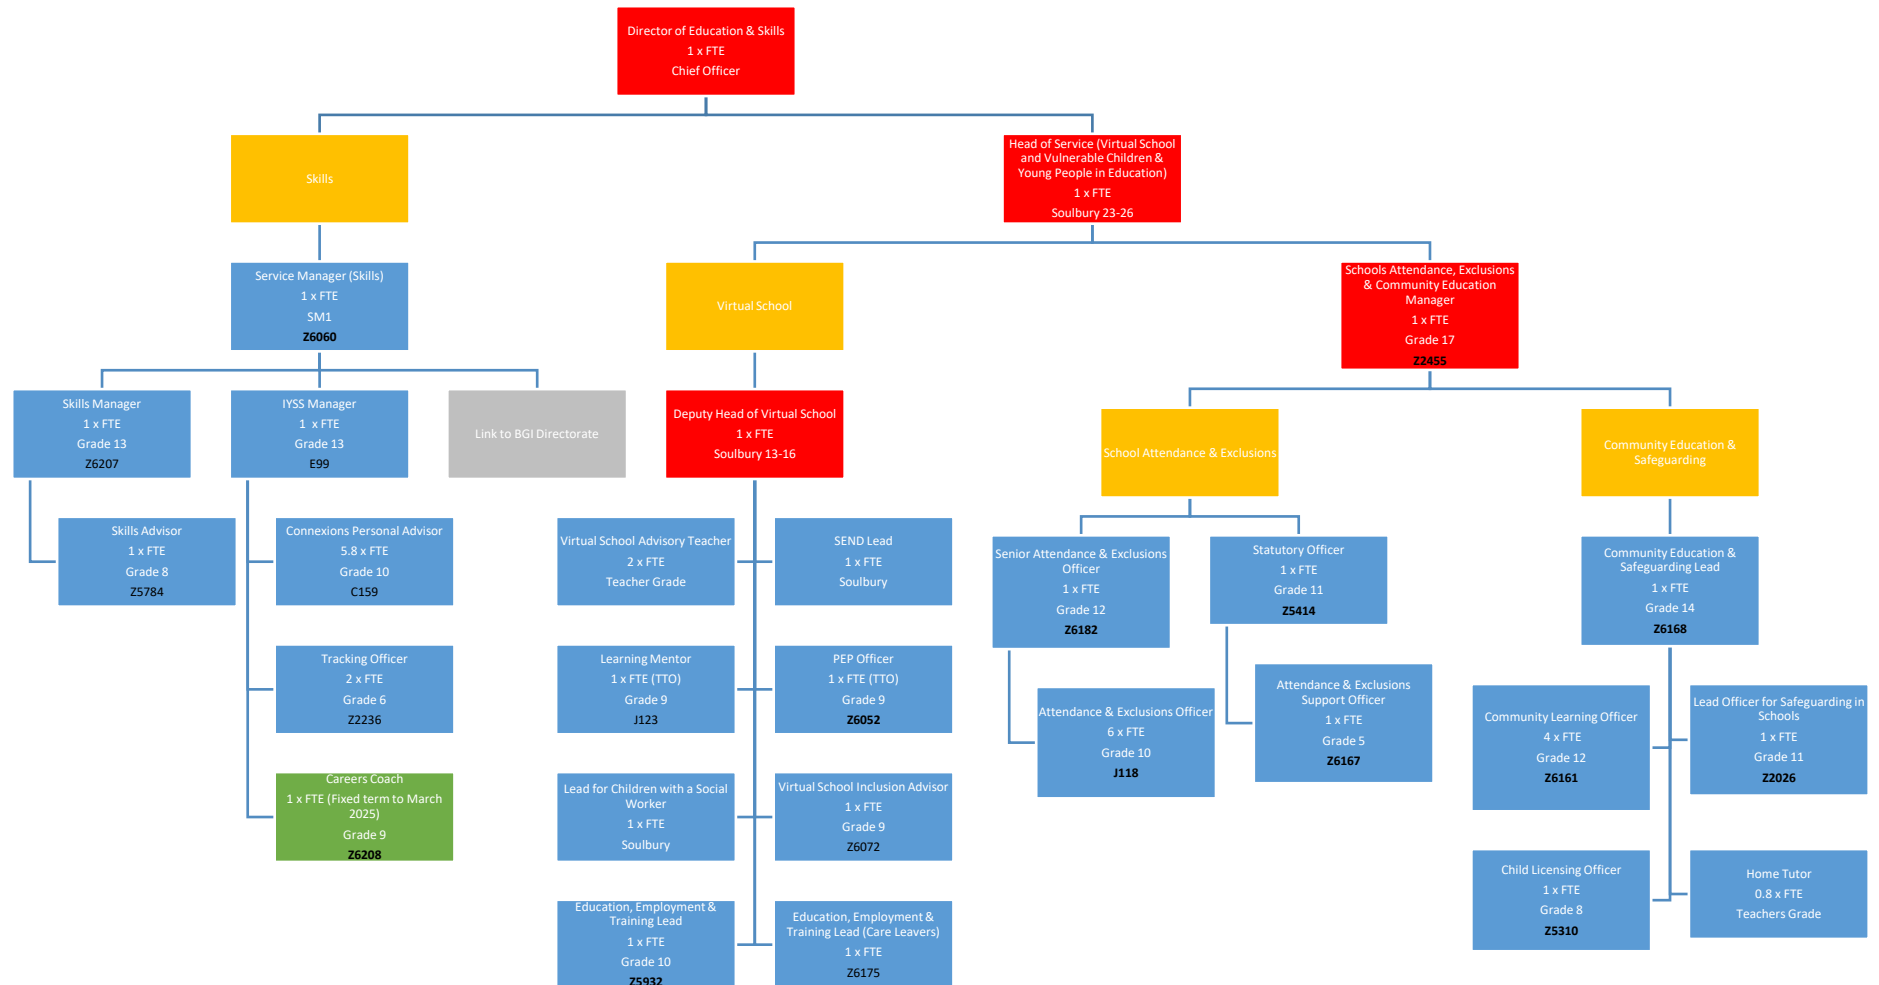 Director of Education & Skills
1 x FTE
Chief Officer
Skills
Head of Service (Virtual School
and Vulnerable Children &
Young People in Education)
1 x FTE
Soulbury 23-26
Service Manager (Skills)
1 x FTE
SM1
Z6060
Virtual School
Schools Attendance, Exclusions
& Community Education
Manager
1 x FTE
Grade 17
Z2455
Skills Manager
1 x FTE
Grade 13
Z6207
IYSS Manager
1 x FTE
Grade 13
E99
Link to BGI Directorate
Deputy Head of Virtual School
1 x FTE
Soulbury 13-16
School Attendance & Exclusions
Community Education &
Safeguarding
Skills Advisor
1 x FTE
Grade 8
Z5784
Connexions Personal Advisor
5.8 x FTE
Grade 10
C159
Virtual School Advisory Teacher
2 x FTE
Teacher Grade
SEND Lead
1 x FTE
Soulbury
Senior Attendance & Exclusions
Officer
1 x FTE
Grade 12
Z6182
Statutory Officer
1 x FTE
Grade 11
Z5414
Community Education &
Safeguarding Lead
1 x FTE
Grade 14
Z6168
Tracking Officer
2 x FTE
Grade 6
Z2236
Learning Mentor
1 x FTE (TTO)
Grade 9
J123
PEP Officer
1 x FTE (TTO)
Grade 9
Z6052
Attendance & Exclusions Officer
6 x FTE
Grade 10
J118
Attendance & Exclusions
Support Officer
1 x FTE
Grade 5
Z6167
Community Learning Officer
4 x FTE
Grade 12
Z6161
Lead Officer for Safeguarding in
Schools
1 x FTE
Grade 11
Z2026
Careers Coach
1 x FTE (Fixed term to March
2025)
Grade 9
Z6208
Lead for Children with a Social
Worker
1 x FTE
Soulbury
Virtual School Inclusion Advisor
1 x FTE
Grade 9
Z6072
Child Licensing Officer
1 x FTE
Grade 8
Z5310
Home Tutor
0.8 x FTE
Teachers Grade
Education, Employment &
Training Lead
1 x FTE
Grade 10
Z5932
Education, Employment &
Training Lead (Care Leavers)
1 x FTE
Z6175